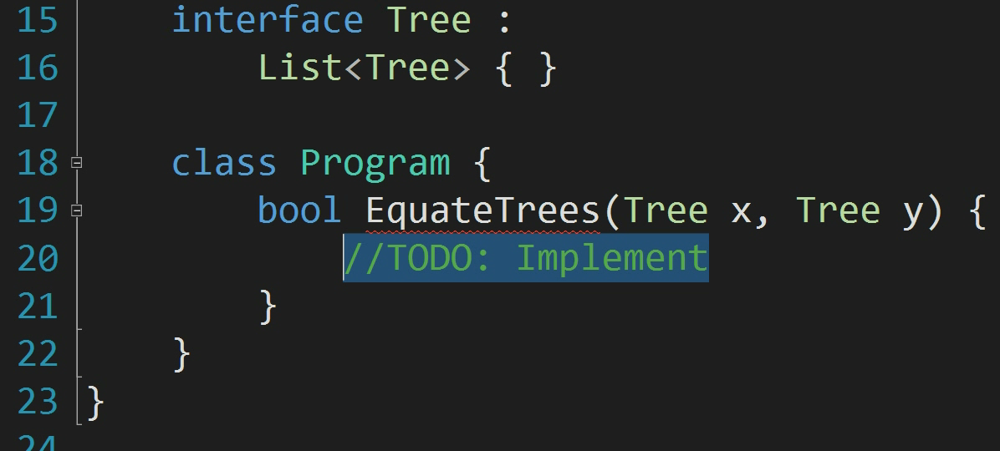 15 interface Tree :
16 List<Tree> { }
17
18 class Program {
19 bool EquateTrees(Tree x, Tree y) {
20 //TODO: Implement
21 }
22 }
23 }
24